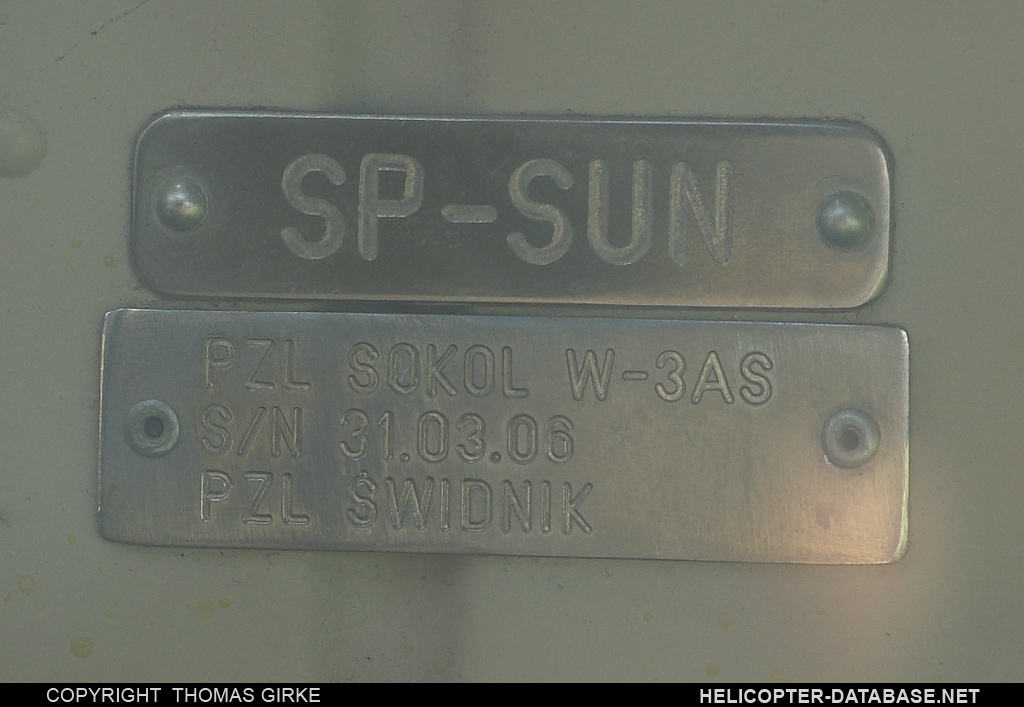 SP-SUN
PZL SOKOL W-3AS
S/N 31.03.06
PZL ŚWIDNIK
COPYRIGHT THOMAS GIRKE
HELICOPTER-DATABASE.NET